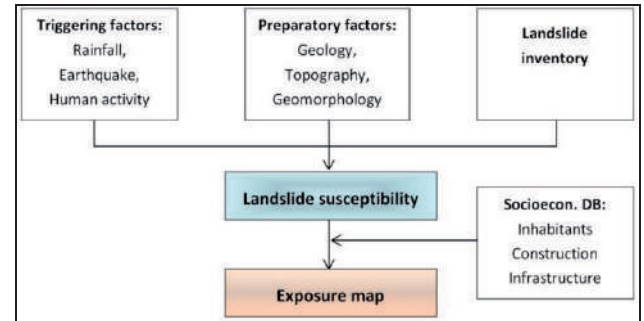 Triggering factors:
Rainfall,
Earthquake,
Human activity
Preparatory factors:
Geology,
Topography,
Geomorphology
Landslide
inventory
Landslide susceptibility
Socioecon. DB:
Inhabitants
Construction
Infrastructure
Exposure map